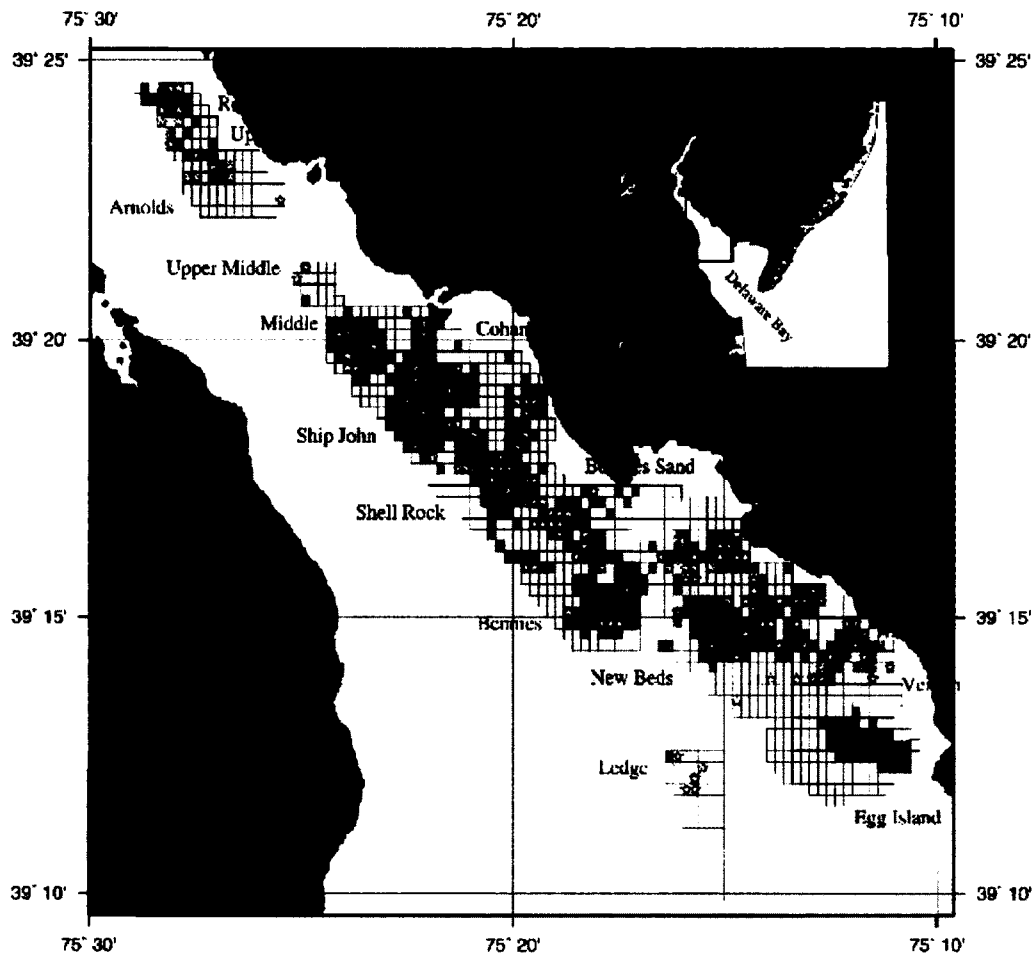 75° 30'
75° 20'
75° 10'
39° 25'
39° 25'
Arnolds
Upper Middle
Delaware Bay
Middle
39° 20'
39° 20'
Ship John
Sand
Shell Rock
39° 15'
39° 15'
New Beds
Ledge
Egg Island
39° 10'
39° 10'
75° 30'
75° 20'
75° 10'